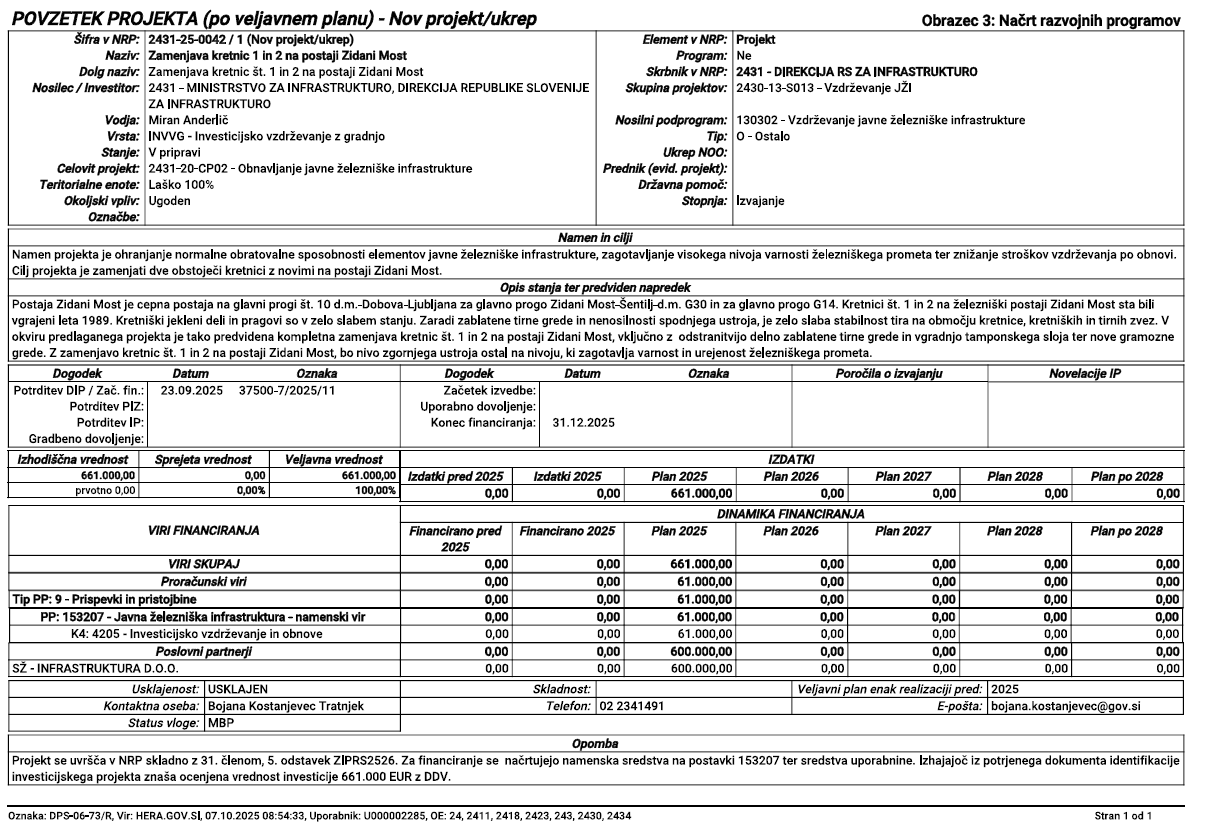 POVZETEK PROJEKTA (po veljavnem planu) - Nov projekt/ukrep
Obrazec 3: Načrt razvojnih programov
Šifra v NRP: 2431-25-0042 / 1 (Nov projekt/ukrep)
Element v NRP: Projekt
Naziv: Zamenjava kretnic 1 in 2 na postaji Zidani Most
Program: Ne
Dolg naziv: Zamenjava kretnic št. 1 in 2 na postaji Zidani Most
Skrbnik v NRP: 2431 - DIREKCIJA RS ZA INFRASTRUKTURO
Nosilec / Investitor: 2431 - MINISTRSTVO ZA INFRASTRUKTURO, DIREKCIJA REPUBLIKE SLOVENIJE
ZA INFRASTRUKTURO
Skupina projektov: 2430-13-S013 - Vzdrževanje JŽI
Vodja: Miran Anderlič
Nosilni podprogram: 130302 - Vzdrževanje javne železniške infrastrukture
Vrsta: INVVG - Investicijsko vzdrževanje z gradnjo
Tip: O - Ostalo
Stanje: V pripravi
Ukrep NOO:
Celovit projekt: 2431-20-CP02 - Obnavljanje javne železniške infrastrukture
Prednik (evid. projekt):
Teritorialne enote: Laško 100%
Državna pomoč:
Okoljski vpliv: Ugoden
Stopnja: Izvajanje
Označbe:
Namen in cilji
Namen projekta je ohranjanje normalne obratovalne sposobnosti elementov javne železniške infrastrukture, zagotavljanje visokega nivoja varnosti železniškega prometa ter znižanje stroškov vzdrževanja po obnovi.
Cilj projekta je zamenjati dve obstoječi kretnici z novimi na postaji Zidani Most.
Opis stanja ter predviden napredek
Postaja Zidani Most je cepna postaja na glavni progi št. 10 d.m.-Dobova-Ljubljana za glavno progo Zidani Most-Šentilj-d.m. G30 in za glavno progo G14. Kretnici št. 1 in 2 na železniški postaji Zidani Most sta bili
vgrajeni leta 1989. Kretniški jekleni deli in pragovi so v zelo slabem stanju. Zaradi zablatene tirne grede in nenosilnosti spodnjega ustroja, je zelo slaba stabilnost tira na območju kretnice, kretniških in tirnih zvez. V
okviru predlaganega projekta je tako predvidena kompletna zamenjava kretnic št. 1 in 2 na postaji Zidani Most, vključno z odstranitvijo delno zablatene tirne grede in vgradnjo tamponskega sloja ter nove gramozne
grede. Z zamenjavo kretnic št. 1 in 2 na postaji Zidani Most, bo nivo zgornjega ustroja ostal na nivoju, ki zagotavlja varnost in urejenost železniškega prometa.
Dogodek Datum Oznaka Dogodek Datum Oznaka Poročila o izvajanju Novelacije IP
Potrditev DIP / Zač. fin.: 23.09.2025 37500-7/2025/11 Začetek izvedbe:
Potrditev PIZ: Uporabno dovoljenje:
Potrditev IP: Konec financiranja: 31.12.2025
Gradbeno dovoljenje:
Izhodiščna vrednost Sprejeta vrednost Veljavna vrednost IZDATKI
661.000,00 0,00 661.000,00 Izdatki pred 2025 Izdatki 2025 Plan 2025 Plan 2026 Plan 2027 Plan 2028 Plan po 2028
prvotno 0,00 0,00% 100,00% 0,00 0,00 661.000,00 0,00 0,00 0,00 0,00
DINAMIKA FINANCIRANJA
VIRI FINANCIRANJA Financirano pred 2025 Financirano 2025 Plan 2025 Plan 2026 Plan 2027 Plan 2028 Plan po 2028
VIRI SKUPAJ 0,00 0,00 661.000,00 0,00 0,00 0,00 0,00
Proračunski viri 0,00 0,00 61.000,00 0,00 0,00 0,00 0,00
Tip PP: 9 - Prispevki in pristojbine 0,00 0,00 61.000,00 0,00 0,00 0,00 0,00
PP: 153207 - Javna železniška infrastruktura - namenski vir 0,00 0,00 61.000,00 0,00 0,00 0,00 0,00
K4: 4205 - Investicijsko vzdrževanje in obnove 0,00 0,00 61.000,00 0,00 0,00 0,00 0,00
Poslovni partnerji 0,00 0,00 600.000,00 0,00 0,00 0,00 0,00
SŽ - INFRASTRUKTURA D.O.O. 0,00 0,00 600.000,00 0,00 0,00 0,00 0,00
Usklajenost: USKLAJEN Skladnost: Veljavni plan enak realizaciji pred: 2025
Kontaktna oseba: Bojana Kostanjevec Tratnjek Telefon: 02 2341491 E-pošta: bojana.kostanjevec@gov.si
Status vloge: MBP
Opomba
Projekt se uvršča v NRP skladno z 31. členom, 5. odstavek ZIPRS2526. Za financiranje se načrtujejo namenska sredstva na postavki 153207 ter sredstva uporabnine. Izhajajoč iz potrjenega dokumenta identifikacije
investicijskega projekta znaša ocenjena vrednost investicije 661.000 EUR z DDV.
Oznaka: DPS-06-73/R, Vir: HERA.GOV.SI, 07.10.2025 08:54:33, Uporabnik: U000002285, OE: 24, 2411, 2418, 2423, 243, 2430, 2434
Stran 1 od 1